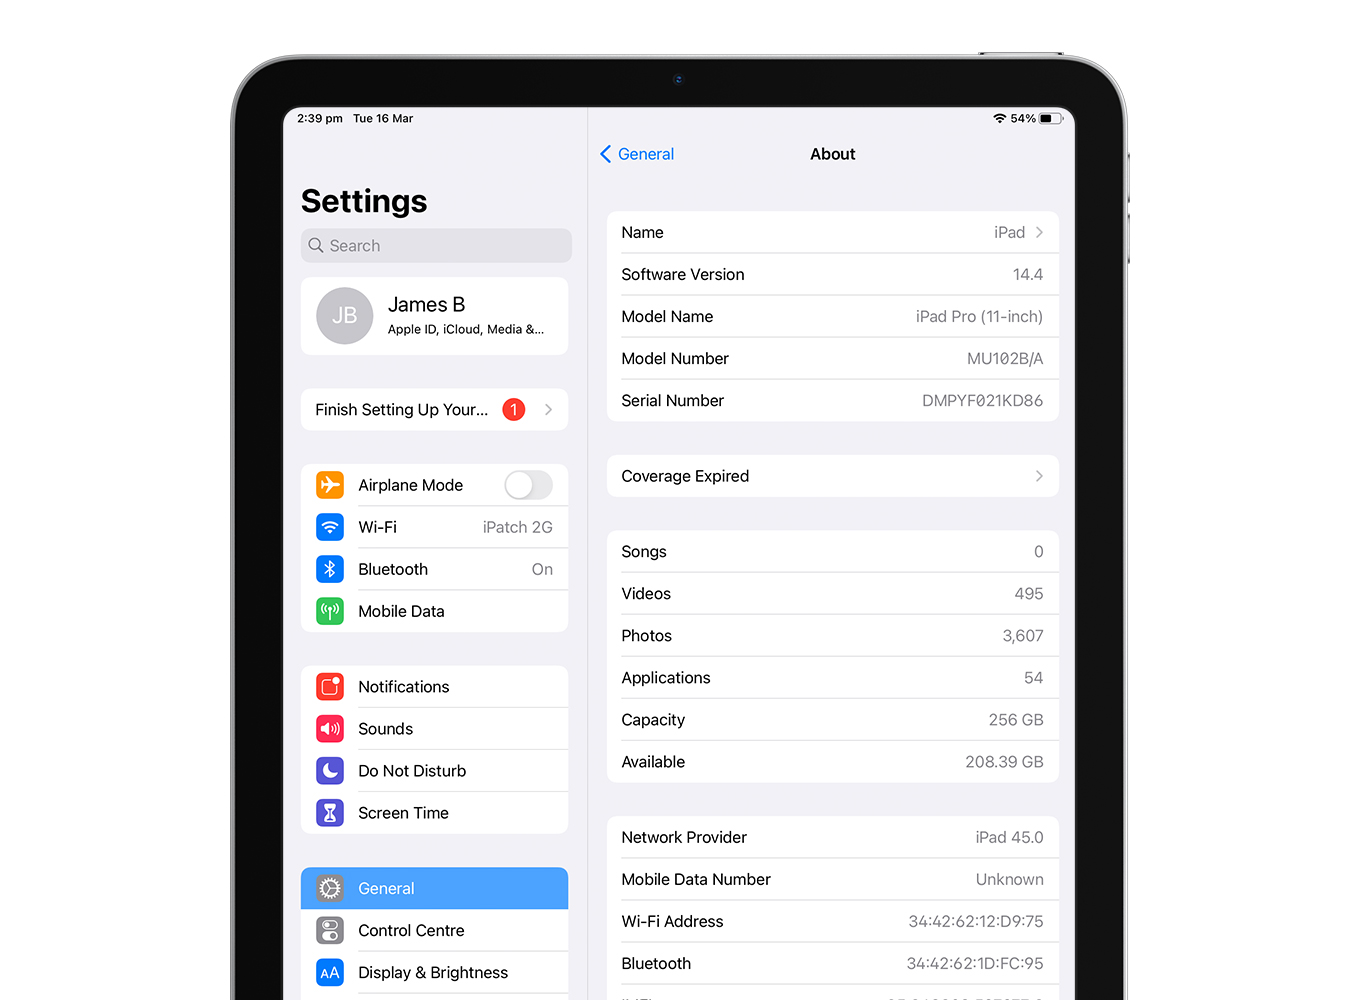 2:39 pm Tue 16 Mar
54%
Settings
Search
JB
James B
Apple ID, iCloud, Media &...
Finish Setting Up Your...
1
Airplane Mode
Wi-Fi iPatch 2G
Bluetooth On
Mobile Data
Notifications
Sounds
Do Not Disturb
Screen Time
General
Control Centre
AA Display & Brightness
General
About
Name iPad
Software Version 14.4
Model Name iPad Pro (11-inch)
Model Number MU102B/A
Serial Number DMPYF021KD86
Coverage Expired
Songs 0
Videos 495
Photos 3,607
Applications 54
Capacity 256 GB
Available 208.39 GB
Network Provider iPad 45.0
Mobile Data Number Unknown
Wi-Fi Address 34:42:62:12:D9:75
Bluetooth 34:42:62:1D:FC:95